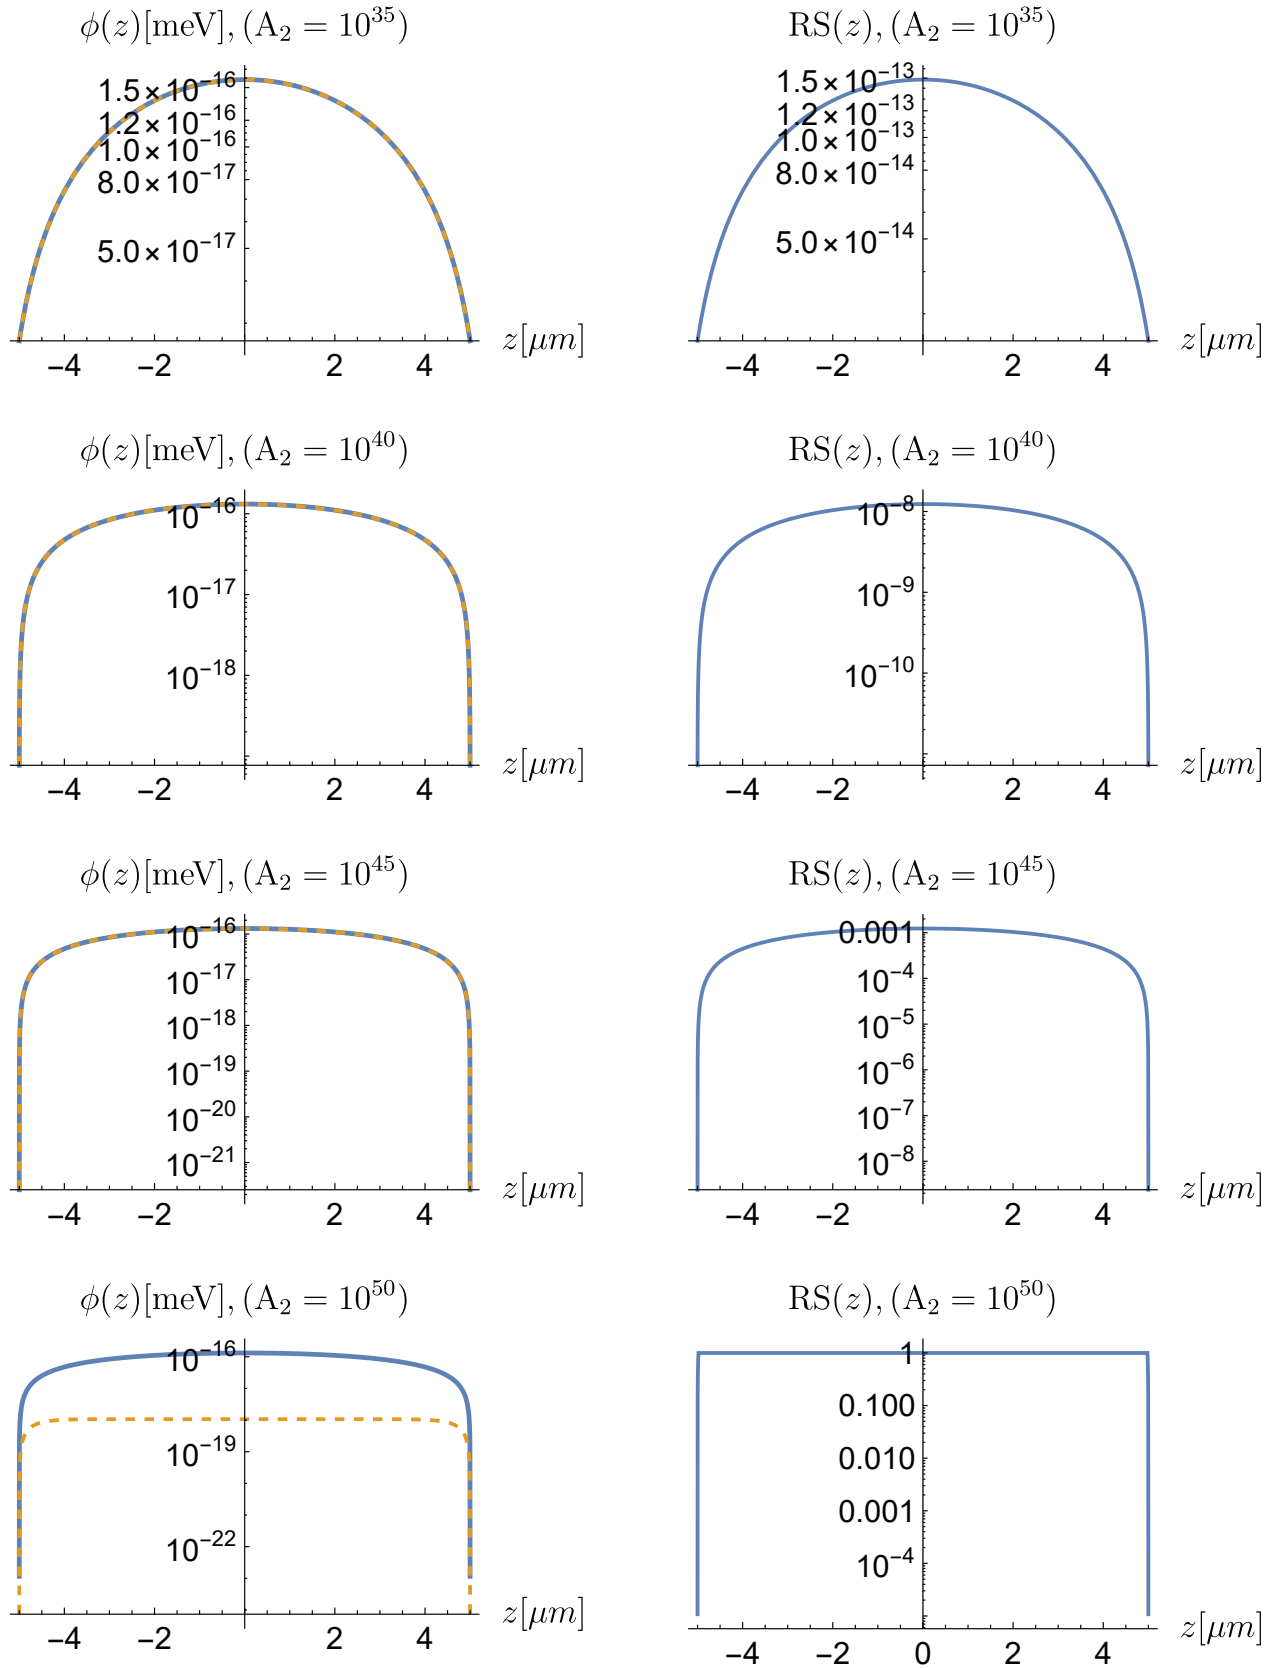 ϕ(z)[meV], (A₂ = 10³⁵)
1.5×10⁻¹⁶
1.2×10⁻¹⁶
1.0×10⁻¹⁶
8.0×10⁻¹⁷
5.0×10⁻¹⁷
z[μm]
−4 −2 2 4
RS(z), (A₂ = 10³⁵)
1.5×10⁻¹³
1.2×10⁻¹³
1.0×10⁻¹³
8.0×10⁻¹⁴
5.0×10⁻¹⁴
z[μm]
−4 −2 2 4
ϕ(z)[meV], (A₂ = 10⁴⁰)
10⁻¹⁶
10⁻¹⁷
10⁻¹⁸
z[μm]
−4 −2 2 4
RS(z), (A₂ = 10⁴⁰)
10⁻⁸
10⁻⁹
10⁻¹⁰
z[μm]
−4 −2 2 4
ϕ(z)[meV], (A₂ = 10⁴⁵)
10⁻¹⁶
10⁻¹⁷
10⁻¹⁸
10⁻¹⁹
10⁻²⁰
10⁻²¹
z[μm]
−4 −2 2 4
RS(z), (A₂ = 10⁴⁵)
0.001
10⁻⁴
10⁻⁵
10⁻⁶
10⁻⁷
10⁻⁸
z[μm]
−4 −2 2 4
ϕ(z)[meV], (A₂ = 10⁵⁰)
10⁻¹⁶
10⁻¹⁹
10⁻²²
z[μm]
−4 −2 2 4
RS(z), (A₂ = 10⁵⁰)
1
0.100
0.010
0.001
10⁻⁴
z[μm]
−4 −2 0 2 4